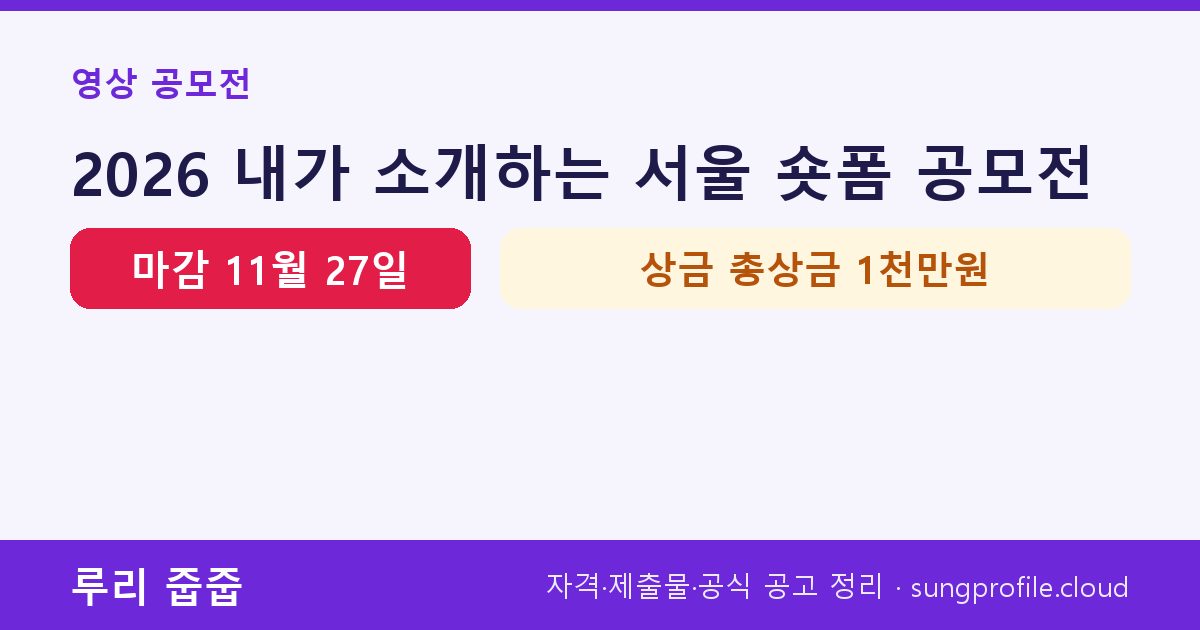 영상 공모전
2026 내가 소개하는 서울 숏폼 공모전
마감 11월 27일
상금 총상금 1천만원
루리 줍줍
자격·제출물·공식 공고 정리 · sungprofile.cloud